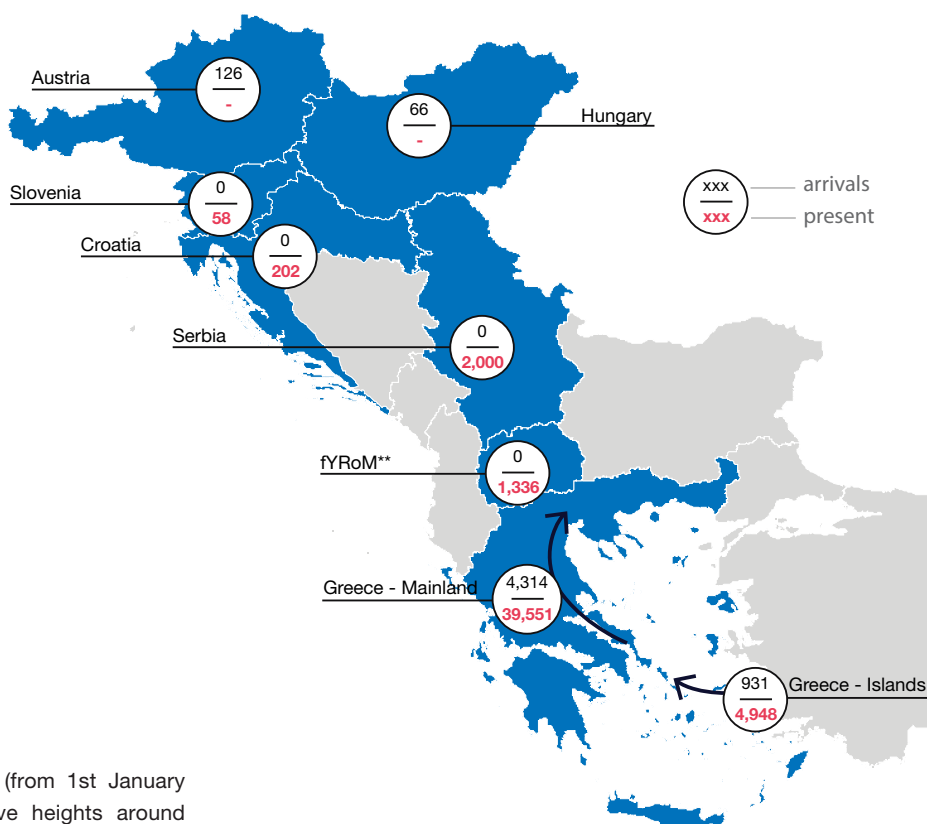 Austria
126
-
66
-
Hungary
Slovenia
0
58
xxx
arrivals
xxx
present
Croatia
0
202
Serbia
0
2,000
fYRoM**
0
1,336
Greece - Mainland
4,314
39,551
931
4,948
Greece - Islands
(from 1st January
ve heights around